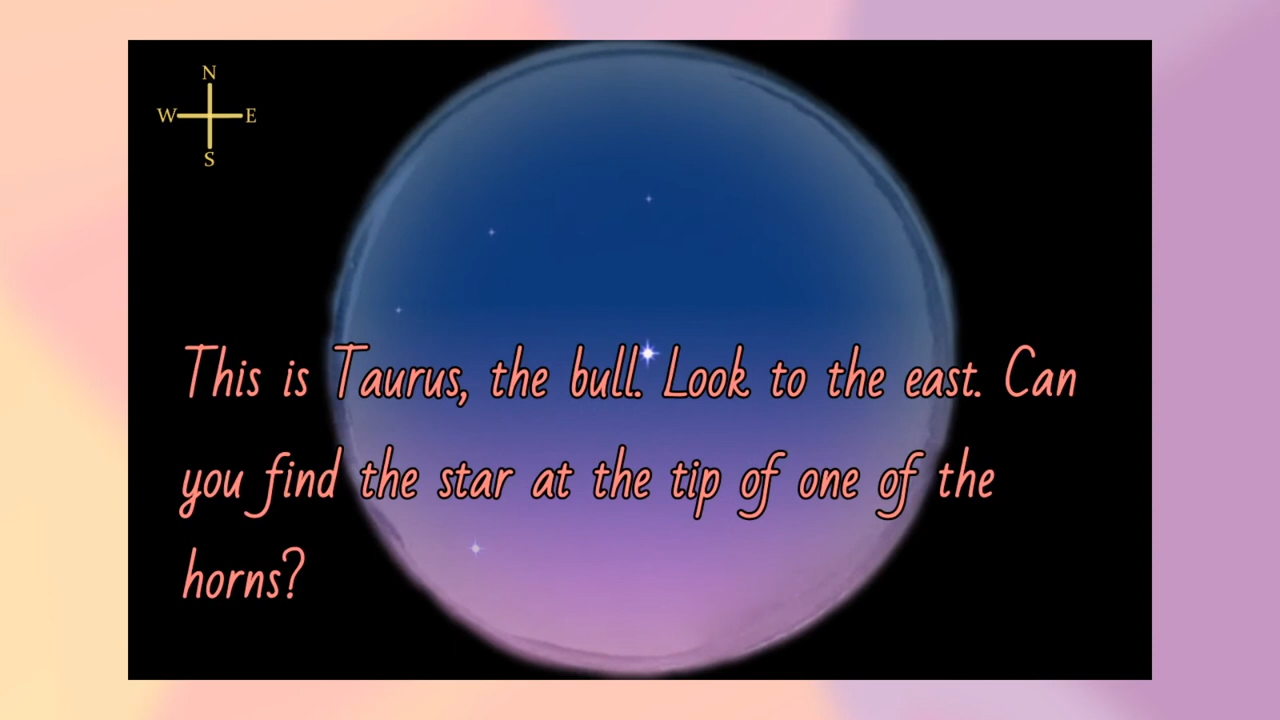 N
W E
S
This is Taurus, the bull. Look to the east. Can
you find the star at the tip of one of the
horns?